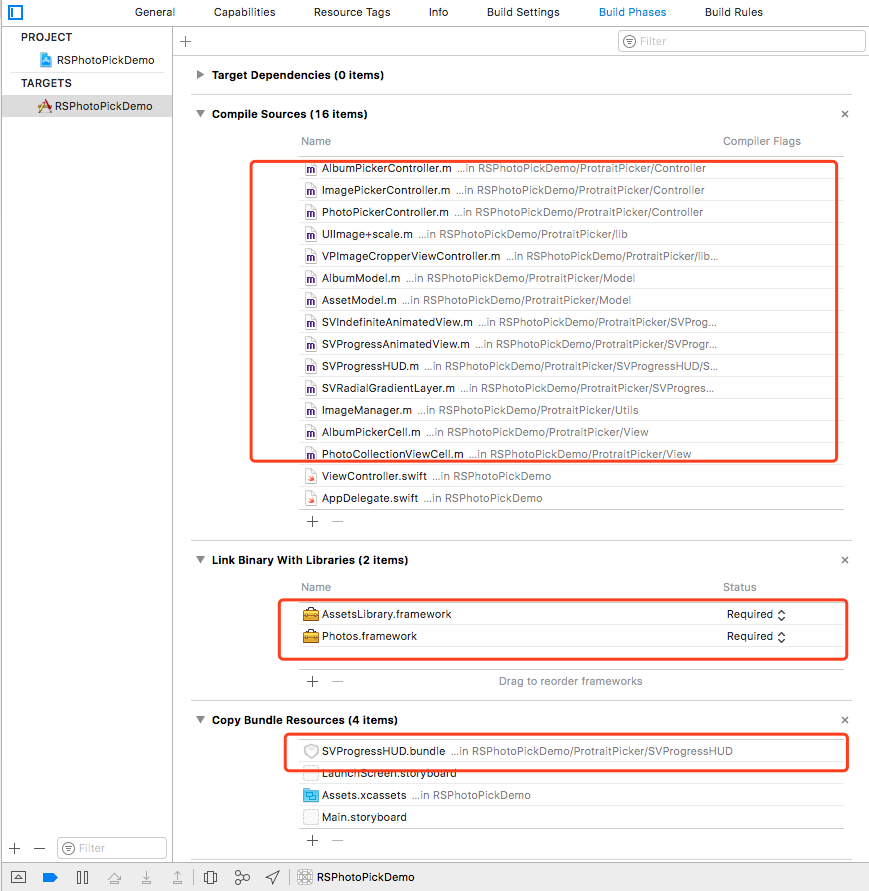 General Capabilities Resource Tags Info Build Settings Build Phases Build Rules
PROJECT
RSPhotoPickDemo
TARGETS
RSPhotoPickDemo
Filter
Target Dependencies (0 items)
Compile Sources (16 items)
Name Compiler Flags
AlbumPickerController.m ...in RSPhotoPickDemo/ProtraitPicker/Controller
ImagePickerController.m ...in RSPhotoPickDemo/ProtraitPicker/Controller
PhotoPickerController.m ...in RSPhotoPickDemo/ProtraitPicker/Controller
UIImage+scale.m ...in RSPhotoPickDemo/ProtraitPicker/lib
VPImageCropperViewController.m ...in RSPhotoPickDemo/ProtraitPicker/lib...
AlbumModel.m ...in RSPhotoPickDemo/ProtraitPicker/Model
AssetModel.m ...in RSPhotoPickDemo/ProtraitPicker/Model
SVIndefiniteAnimatedView.m ...in RSPhotoPickDemo/ProtraitPicker/SVProg...
SVProgressAnimatedView.m ...in RSPhotoPickDemo/ProtraitPicker/SVProgr...
SVProgressHUD.m ...in RSPhotoPickDemo/ProtraitPicker/SVProgressHUD/S...
SVRadialGradientLayer.m ...in RSPhotoPickDemo/ProtraitPicker/SVProgres...
ImageManager.m ...in RSPhotoPickDemo/ProtraitPicker/Utils
AlbumPickerCell.m ...in RSPhotoPickDemo/ProtraitPicker/View
PhotoCollectionViewCell.m ...in RSPhotoPickDemo/ProtraitPicker/View
ViewController.swift ...in RSPhotoPickDemo
AppDelegate.swift ...in RSPhotoPickDemo
Link Binary With Libraries (2 items)
Name Status
AssetsLibrary.framework Required
Photos.framework Required
Drag to reorder frameworks
Copy Bundle Resources (4 items)
SVProgressHUD.bundle ...in RSPhotoPickDemo/ProtraitPicker/SVProgressHUD
LaunchScreen.storyboard
Assets.xcassets ...in RSPhotoPickDemo
Main.storyboard
Filter
RSPhotoPickDemo